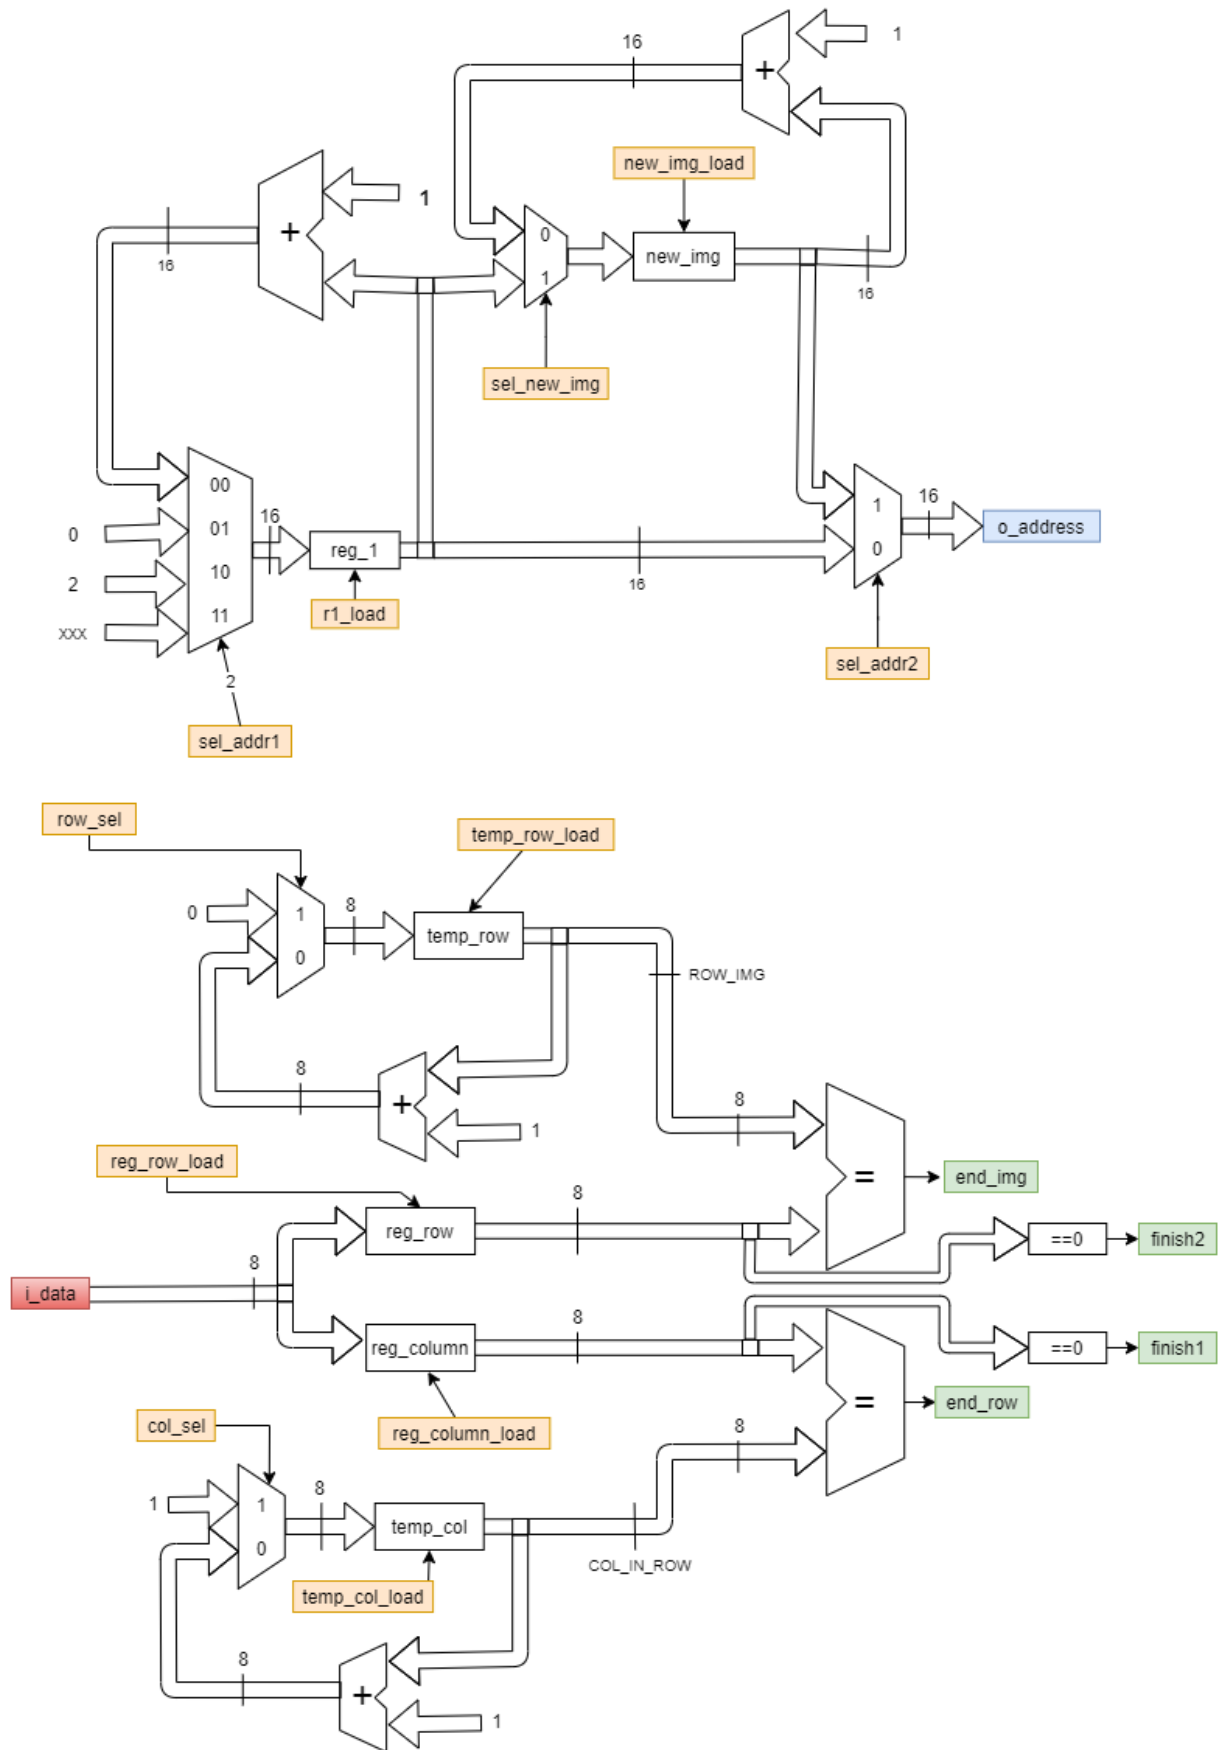 16
1
+
new_img_load
1
+
0
new_img
1
16
16
sel_new_img
00
1
16
16
o_address
0
01
reg_1
0
2
10
16
11
r1_load
XXX
sel_addr2
2
sel_addr1
row_sel
temp_row_load
0
1
8
temp_row
0
ROW_IMG
8
+
8
1
reg_row_load
=
end_img
8
reg_row
==0
finish2
8
i_data
8
reg_column
==0
finish1
=
end_row
col_sel
reg_column_load
8
8
1
1
temp_col
0
COL_IN_ROW
temp_col_load
8
+
1